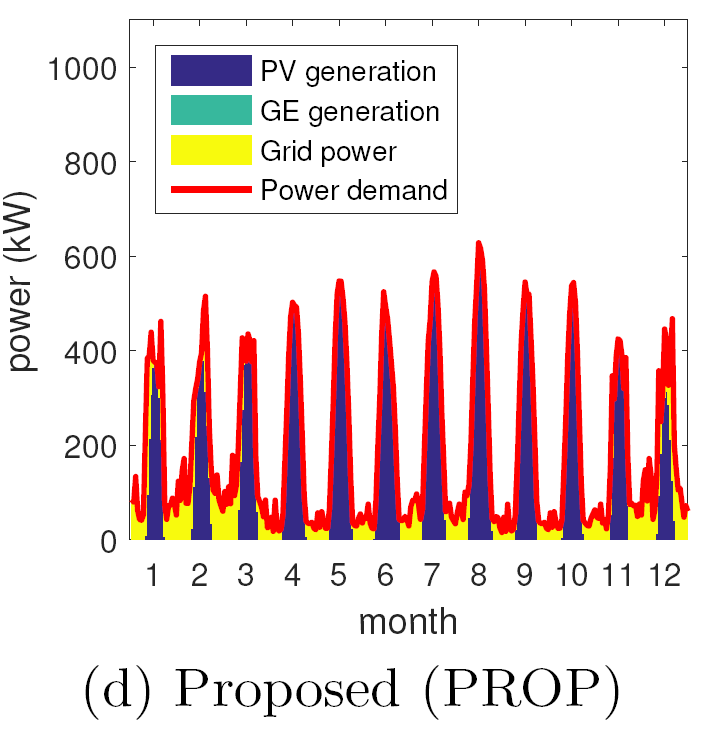 1000
800
600
400
200
0
power (kW)
PV generation
GE generation
Grid power
Power demand
1 2 3 4 5 6 7 8 9 10 11 12
month
(d) Proposed (PROP)